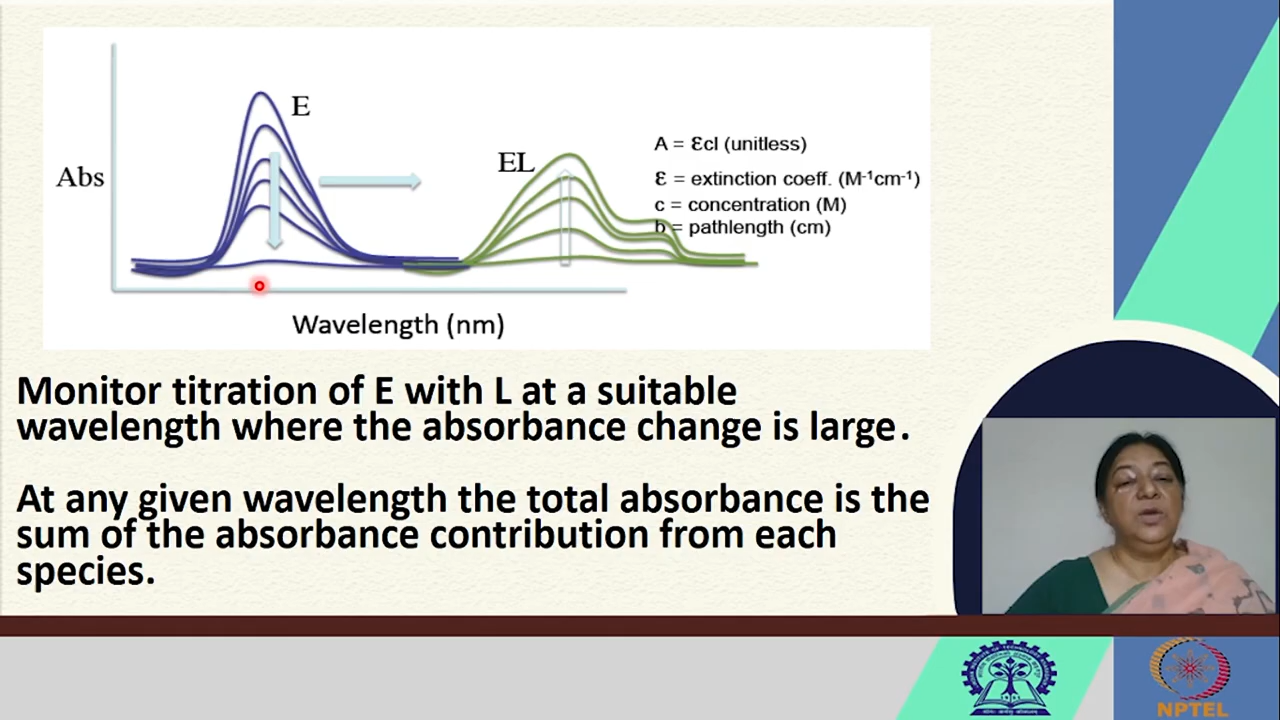 E
Abs
EL
A = Ɛcl (unitless)
Ɛ = extinction coeff. (M⁻¹cm⁻¹)
c = concentration (M)
b = pathlength (cm)
Wavelength (nm)
Monitor titration of E with L at a suitable
wavelength where the absorbance change is large.
At any given wavelength the total absorbance is the
sum of the absorbance contribution from each
species.
NPTEL